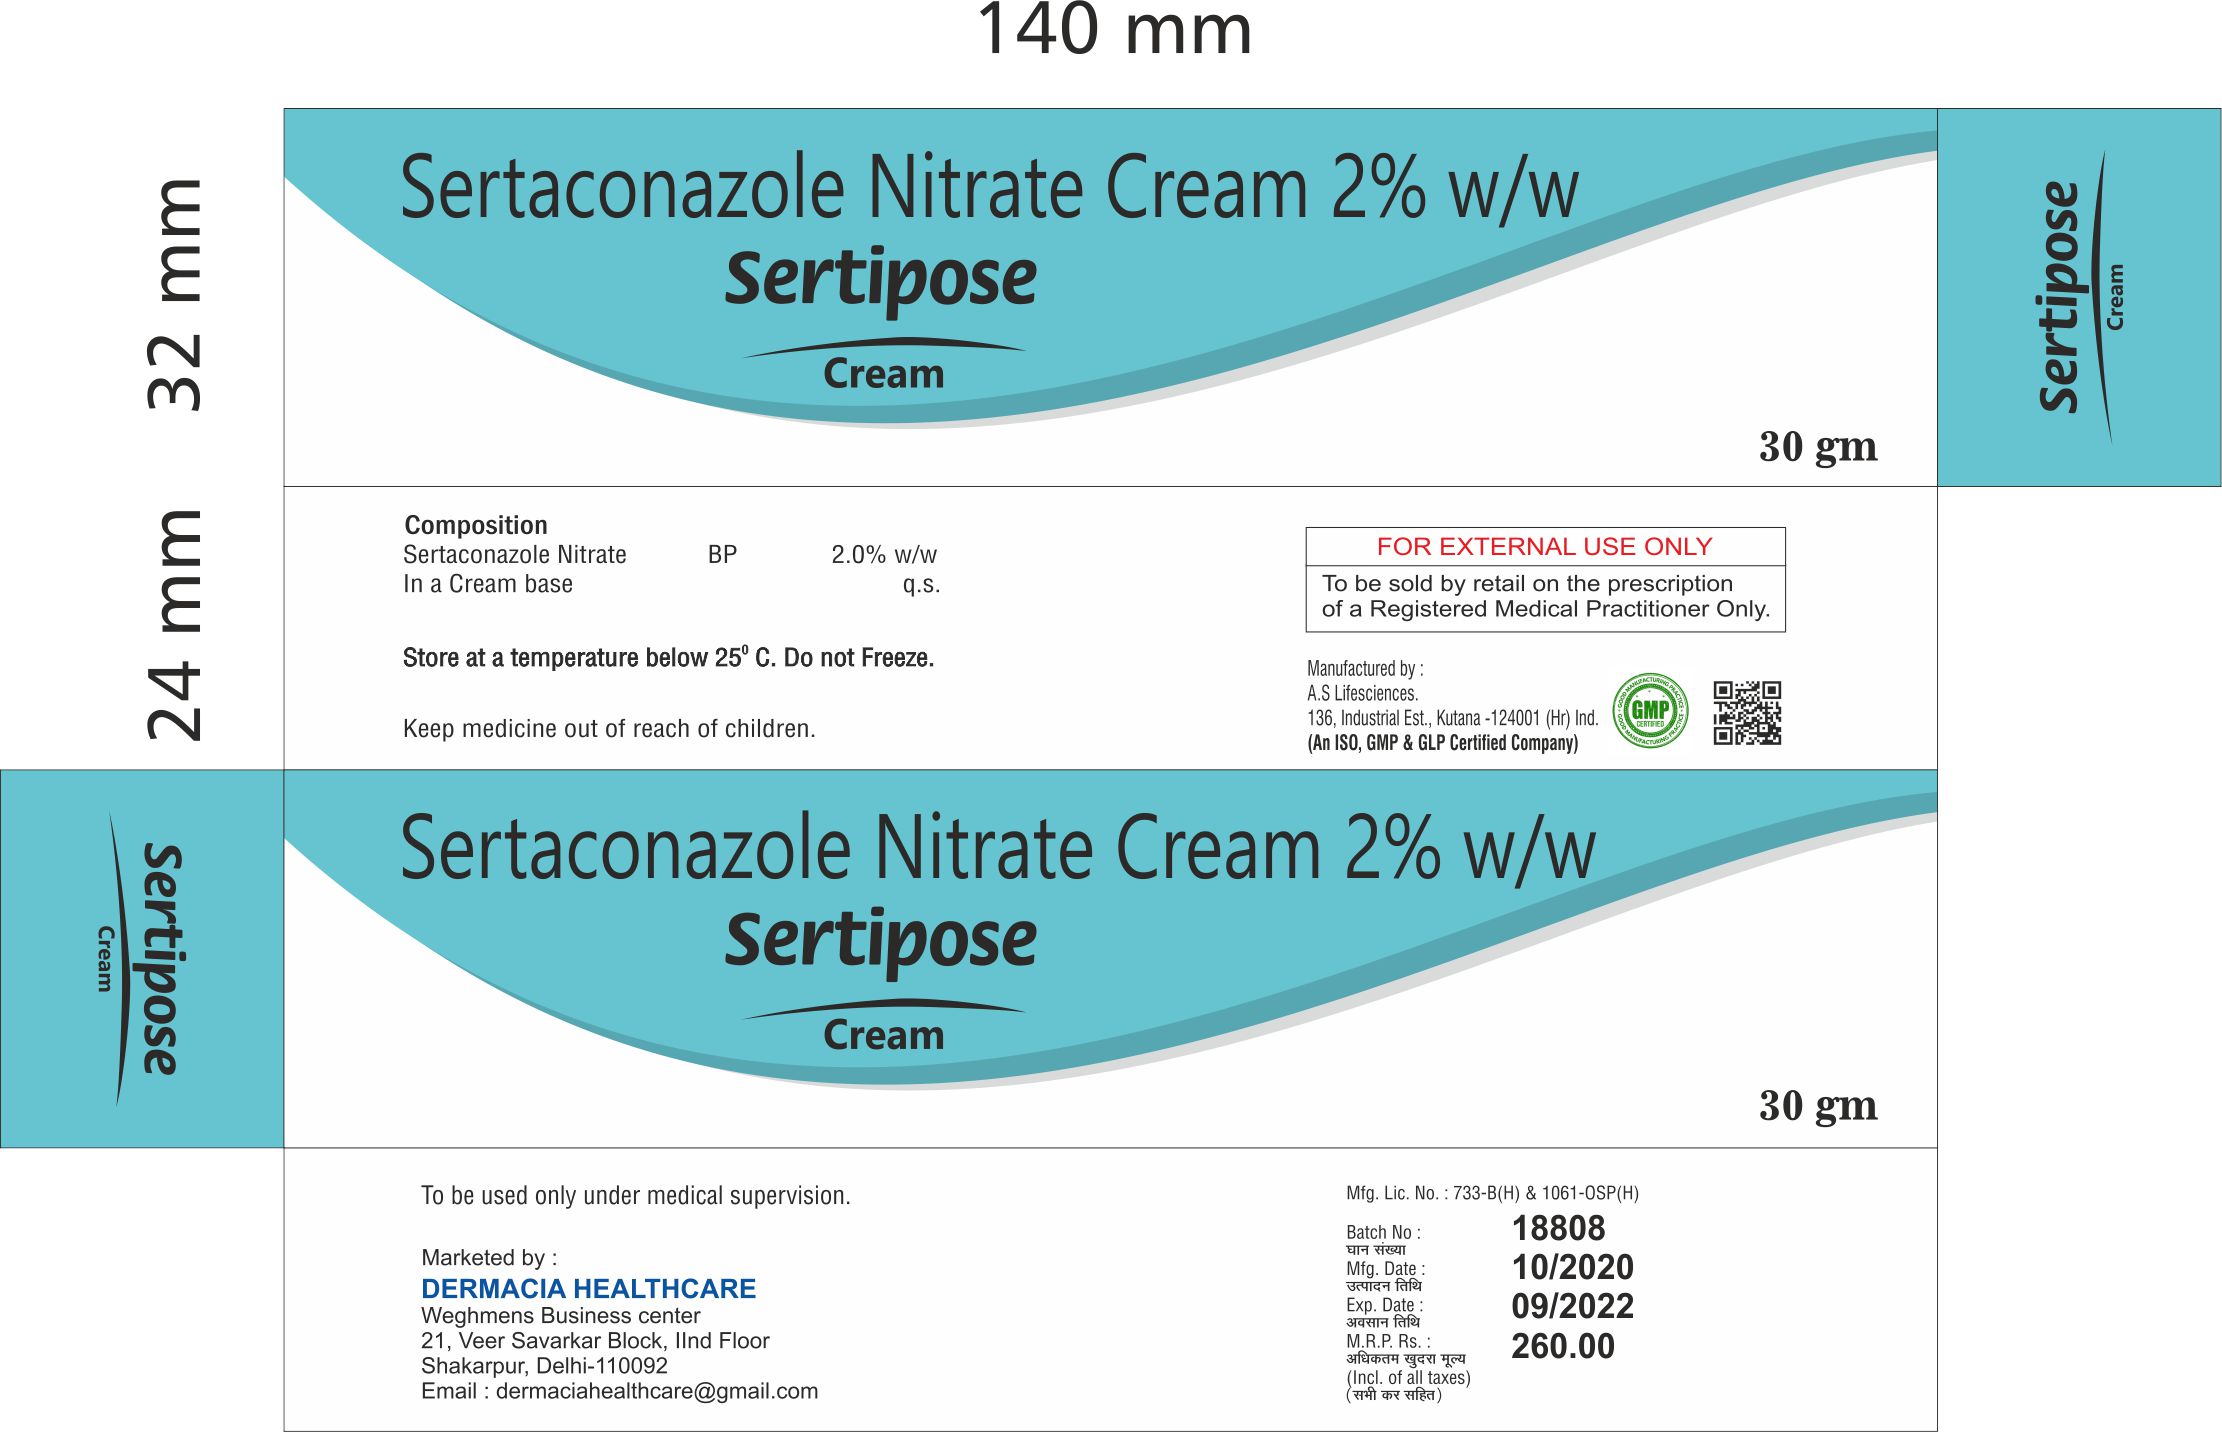 140 mm
32 mm
24 mm
Sertaconazole Nitrate Cream 2% w/w
Sertipose
Cream
30 gm
Sertipose
Cream
Composition
Sertaconazole Nitrate BP 2.0% w/w
In a Cream base q.s.
Store at a temperature below 25⁰ C. Do not Freeze.
Keep medicine out of reach of children.
FOR EXTERNAL USE ONLY
To be sold by retail on the prescription
of a Registered Medical Practitioner Only.
Manufactured by :
A.S Lifesciences.
136, Industrial Est., Kutana -124001 (Hr) Ind.
(An ISO, GMP & GLP Certified Company)
GOOD MANUFACTURING PRACTICE
GMP
CERTIFIED
GOOD MANUFACTURING PRACTICE
Sertipose
Cream
Sertaconazole Nitrate Cream 2% w/w
Sertipose
Cream
30 gm
To be used only under medical supervision.
Marketed by :
DERMACIA HEALTHCARE
Weghmens Business center
21, Veer Savarkar Block, IInd Floor
Shakarpur, Delhi-110092
Email : dermaciahealthcare@gmail.com
Mfg. Lic. No. : 733-B(H) & 1061-OSP(H)
Batch No : 18808
घान संख्या
Mfg. Date : 10/2020
उत्पादन तिथि
Exp. Date : 09/2022
अवसान तिथि
M.R.P. Rs. : 260.00
अधिकतम खुदरा मूल्य
(Incl. of all taxes)
(सभी कर सहित)